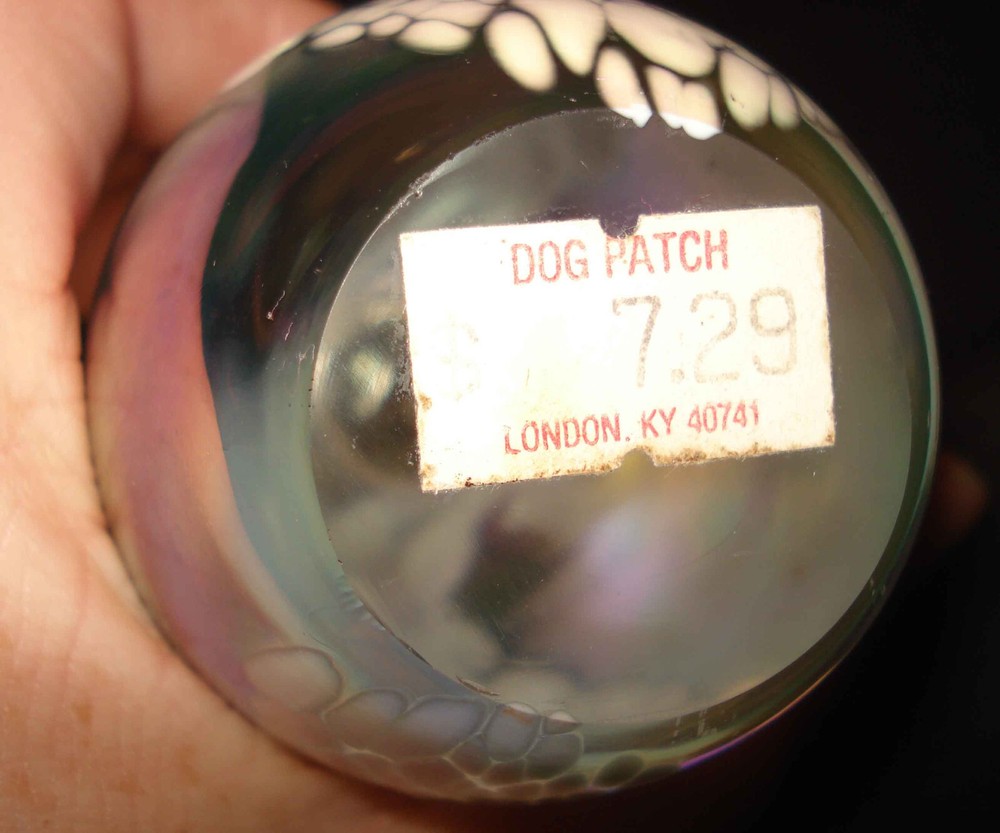 DOG PATCH
$ 7.29
LONDON. KY 40741